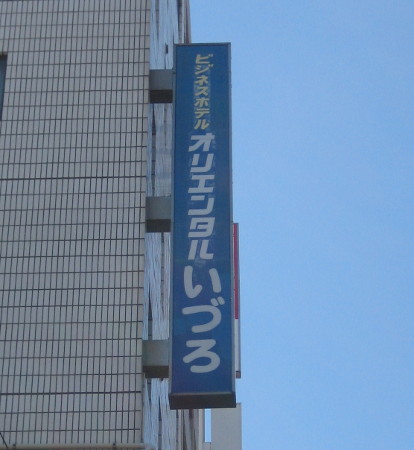 ビジネスホテル
オリエンタル
いづろ